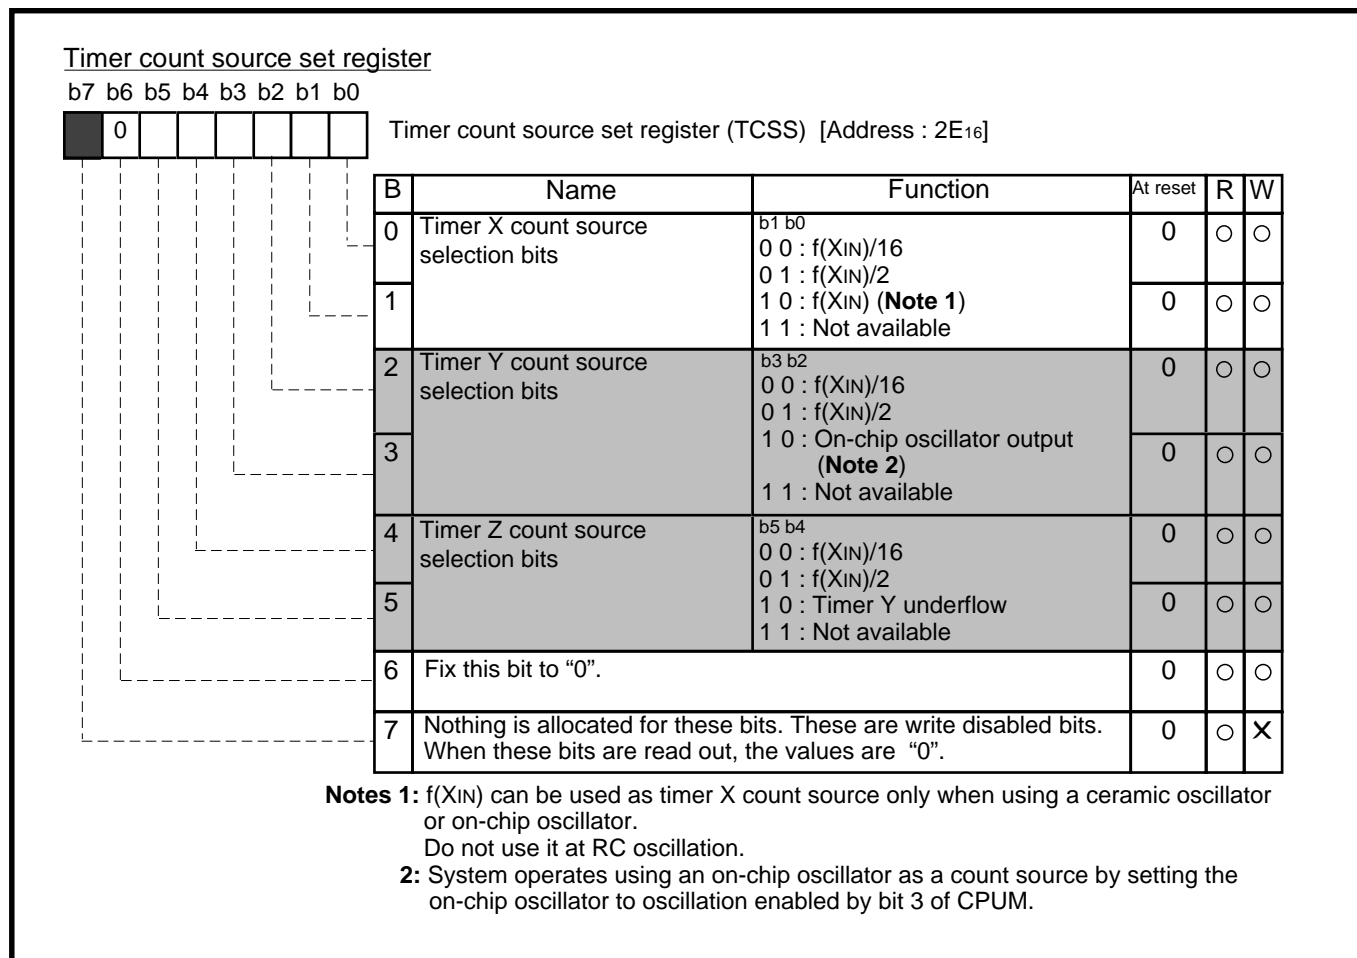 Timer count source set register
b7 b6 b5 b4 b3 b2 b1 b0
0
Timer count source set register (TCSS) [Address : 2E16]
B Name Function At reset R W
0 Timer X count source selection bits
b1 b0
0 0 : f(XIN)/16
0 1 : f(XIN)/2
1 0 : f(XIN) (Note 1)
1 1 : Not available
0 ○ ○
1 0 ○ ○
2 Timer Y count source selection bits
b3 b2
0 0 : f(XIN)/16
0 1 : f(XIN)/2
1 0 : On-chip oscillator output
(Note 2)
1 1 : Not available
0 ○ ○
3 0 ○ ○
4 Timer Z count source selection bits
b5 b4
0 0 : f(XIN)/16
0 1 : f(XIN)/2
1 0 : Timer Y underflow
1 1 : Not available
0 ○ ○
5 0 ○ ○
6 Fix this bit to “0”. 0 ○ ○
7 Nothing is allocated for these bits. These are write disabled bits.
When these bits are read out, the values are “0”. 0 ○ X
Notes 1: f(XIN) can be used as timer X count source only when using a ceramic oscillator
or on-chip oscillator.
Do not use it at RC oscillation.
2: System operates using an on-chip oscillator as a count source by setting the
on-chip oscillator to oscillation enabled by bit 3 of CPUM.